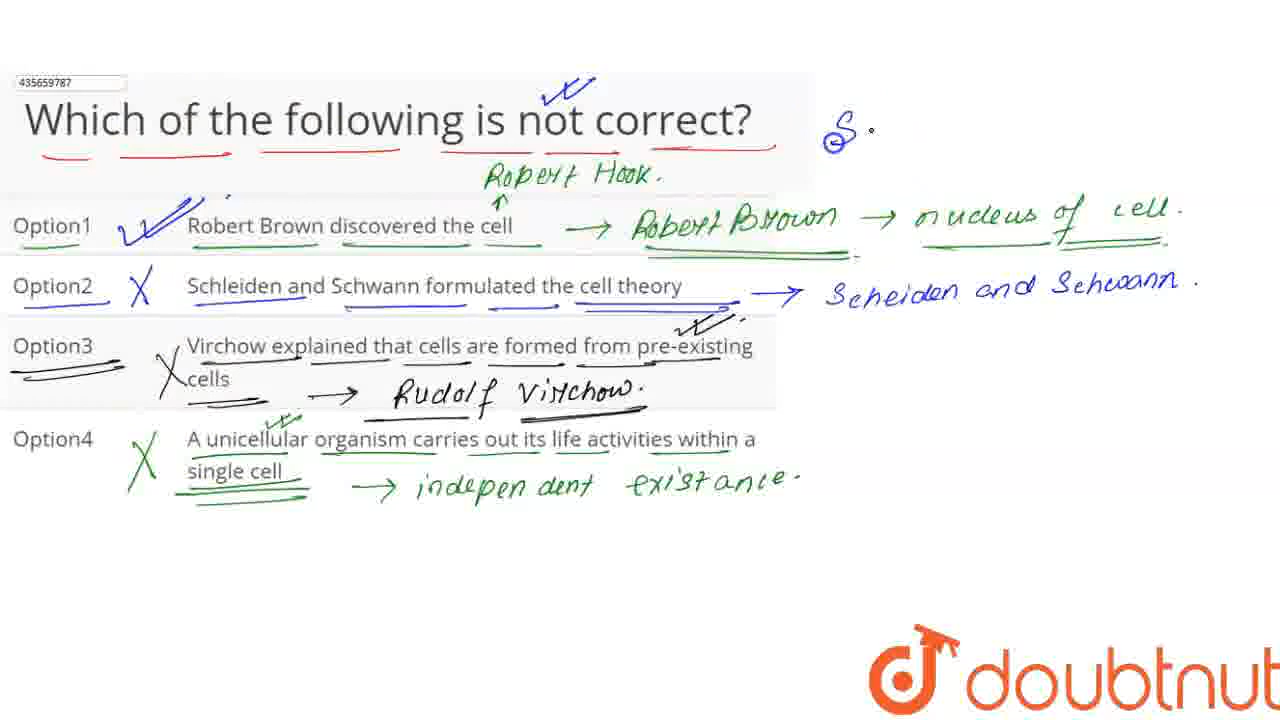 435659787
Which of the following is not correct?
S.
Robert Hook.
Option1 Robert Brown discovered the cell → Robert Brown → nucleus of cell.
Option2 X Schleiden and Schwann formulated the cell theory → Scheiden and Schwann.
Option3 X Virchow explained that cells are formed from pre-existing
cells → Rudolf Virchow.
Option4 X A unicellular organism carries out its life activities within a
single cell → independent existance.
doubtnut